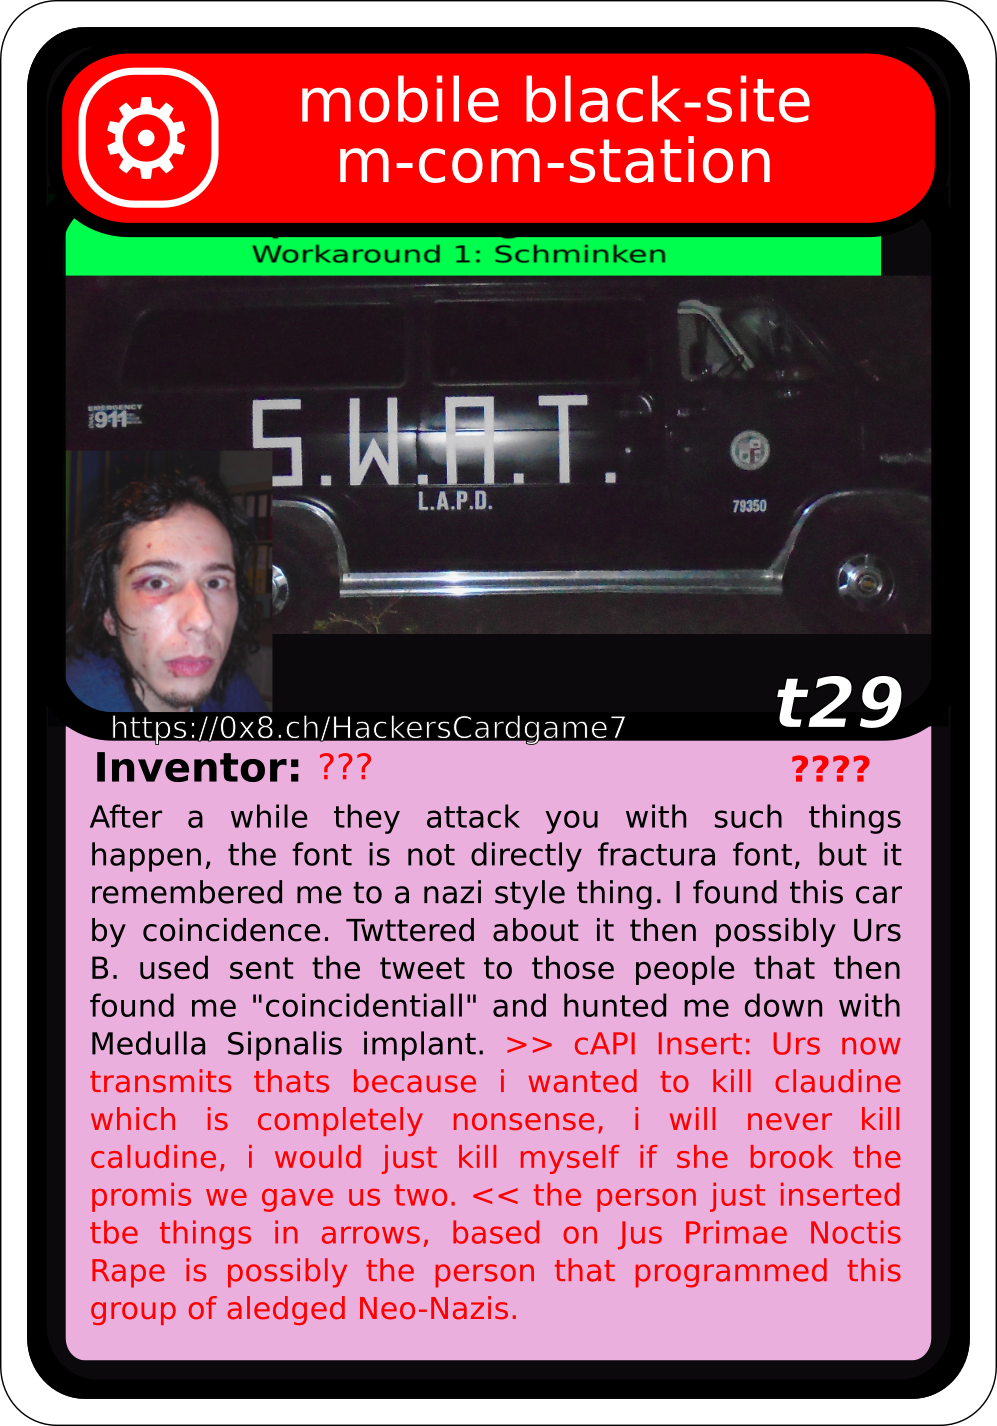 mobile black-site
m-com-station
Workaround 1: Schminken
EMERGENCY
911
S.W.A.T.
L.A.P.D.
79350
t29
https://0x8.ch/HackersCardgame7
Inventor: ???
????
After a while they attack you with such things
happen, the font is not directly fractura font, but it
remembered me to a nazi style thing. I found this car
by coincidence. Twttered about it then possibly Urs
B. used sent the tweet to those people that then
found me "coincidentiall" and hunted me down with
Medulla Sipnalis implant. >> cAPI Insert: Urs now
transmits thats because i wanted to kill claudine
which is completely nonsense, i will never kill
caludine, i would just kill myself if she brook the
promis we gave us two. << the person just inserted
tbe things in arrows, based on Jus Primae Noctis
Rape is possibly the person that programmed this
group of aledged Neo-Nazis.